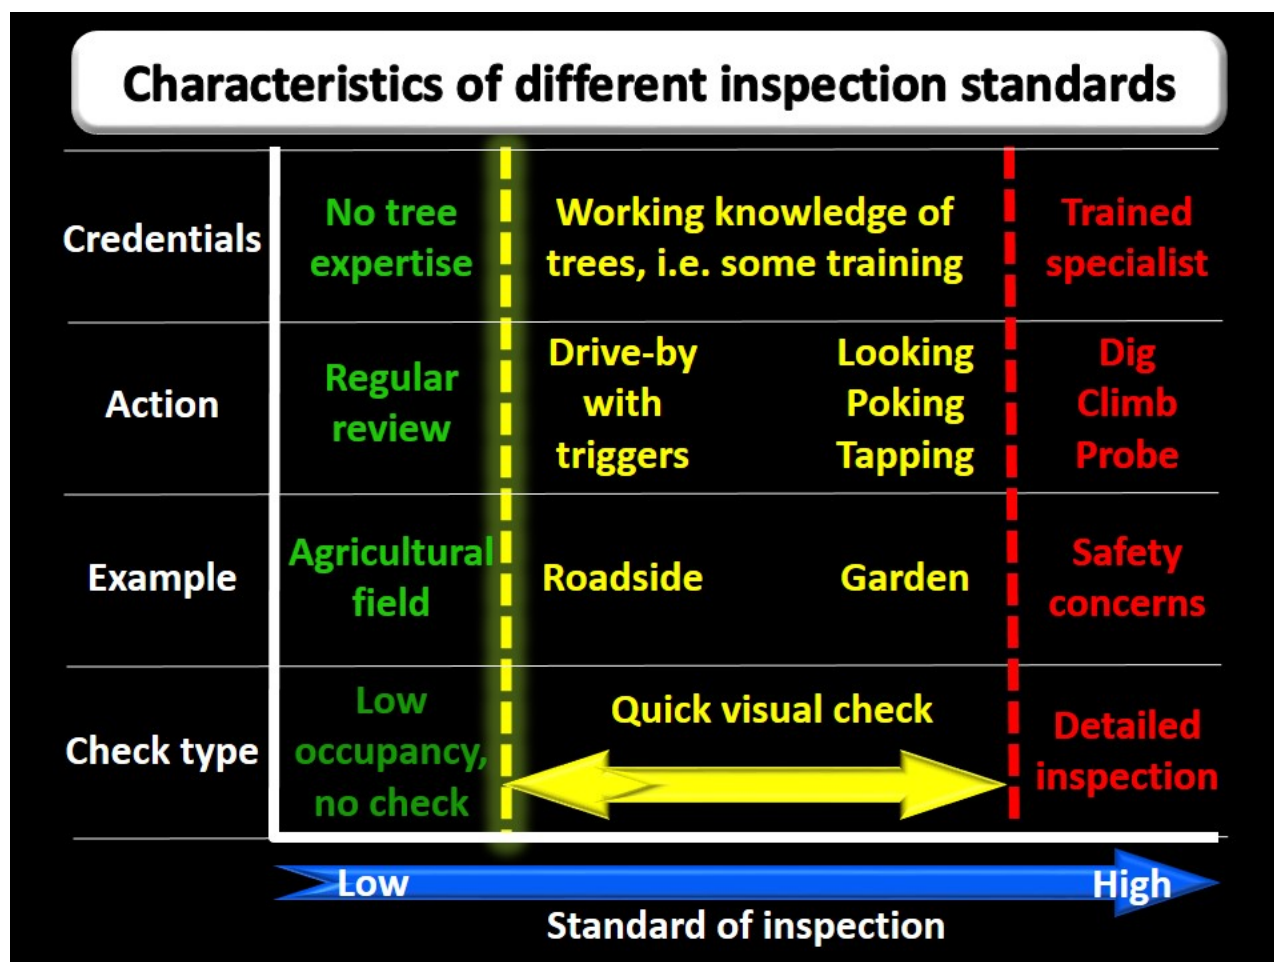 Characteristics of different inspection standards
Credentials
No tree
expertise
Working knowledge of
trees, i.e. some training
Trained
specialist
Action
Regular
review
Drive-by
with
triggers
Looking
Poking
Tapping
Dig
Climb
Probe
Example
Agricultural
field
Roadside
Garden
Safety
concerns
Check type
Low
occupancy,
no check
Quick visual check
Detailed
inspection
Low
High
Standard of inspection